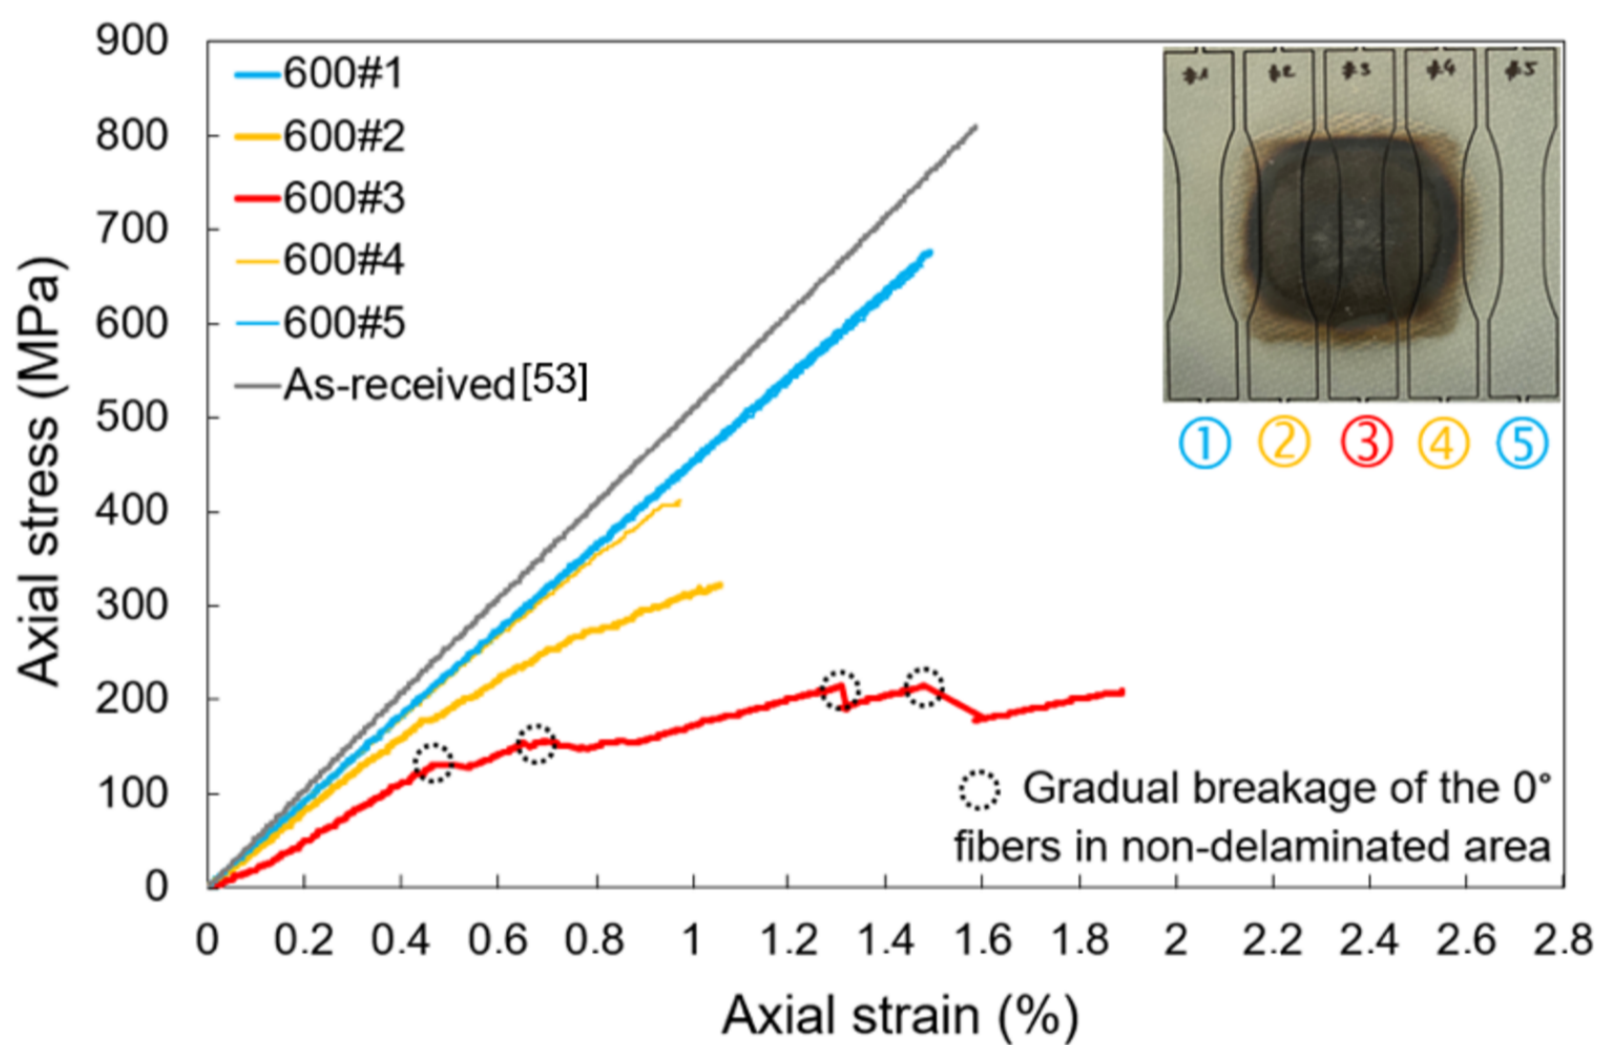 900
800
700
600
500
400
300
200
100
0
Axial stress (MPa)
600#1
600#2
600#3
600#4
600#5
As-received[53]
#1 #2 #3 #4 #5
① ② ③ ④ ⑤
Gradual breakage of the 0°
fibers in non-delaminated area
0 0.2 0.4 0.6 0.8 1 1.2 1.4 1.6 1.8 2 2.2 2.4 2.6 2.8
Axial strain (%)